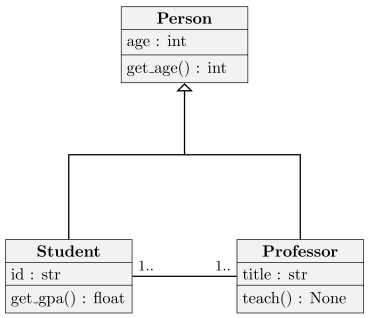 Person
age : int
get_age() : int
Student
id : str
get_gpa() : float
1..
1..
Professor
title : str
teach() : None